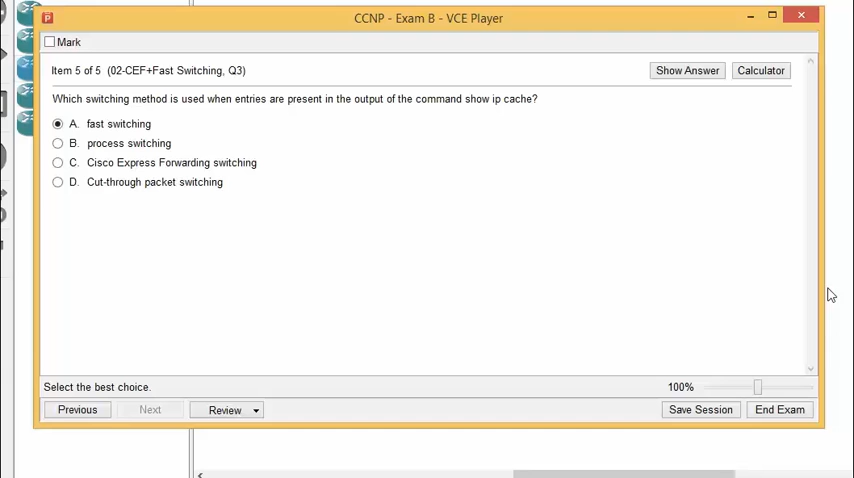 CCNP - Exam B - VCE Player
Mark
Item 5 of 5 (02-CEF+Fast Switching, Q3)
Show Answer
Calculator
Which switching method is used when entries are present in the output of the command show ip cache?
A. fast switching
B. process switching
C. Cisco Express Forwarding switching
D. Cut-through packet switching
Select the best choice.
100%
Previous
Next
Review
Save Session
End Exam